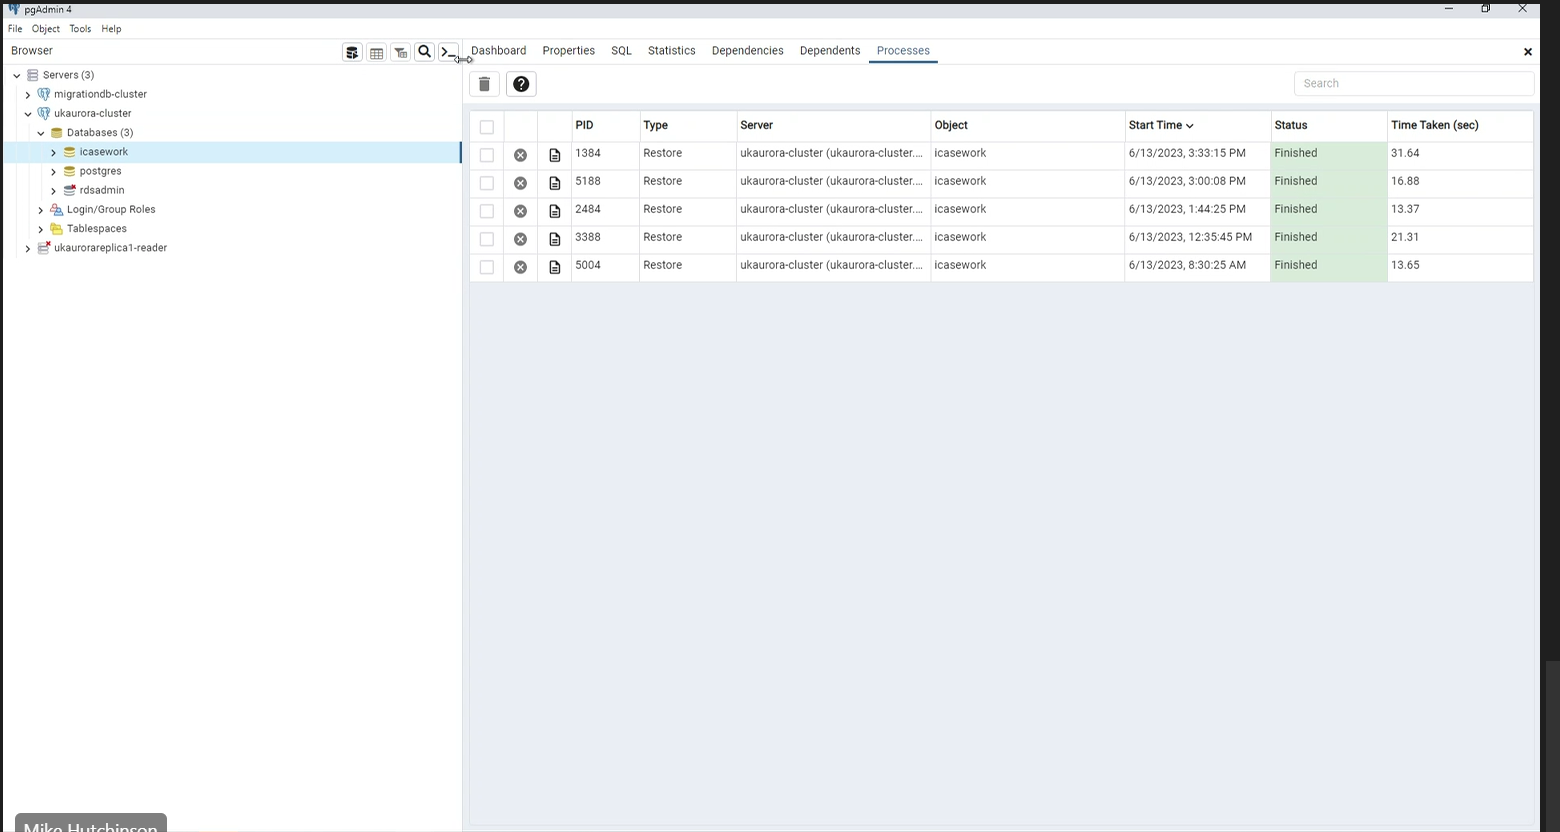 pgAdmin 4
File Object Tools Help
Browser
Dashboard Properties SQL Statistics Dependencies Dependents Processes
Servers (3)
migrationdb-cluster
ukaurora-cluster
Databases (3)
icasework
postgres
rdsadmin
Login/Group Roles
Tablespaces
ukaurorareplica1-reader
Search
PID Type Server Object Start Time Status Time Taken (sec)
1384 Restore ukaurora-cluster (ukaurora-cluster.... icasework 6/13/2023, 3:33:15 PM Finished 31.64
5188 Restore ukaurora-cluster (ukaurora-cluster.... icasework 6/13/2023, 3:00:08 PM Finished 16.88
2484 Restore ukaurora-cluster (ukaurora-cluster.... icasework 6/13/2023, 1:44:25 PM Finished 13.37
3388 Restore ukaurora-cluster (ukaurora-cluster.... icasework 6/13/2023, 12:35:45 PM Finished 21.31
5004 Restore ukaurora-cluster (ukaurora-cluster.... icasework 6/13/2023, 8:30:25 AM Finished 13.65
Mike Hutchinson